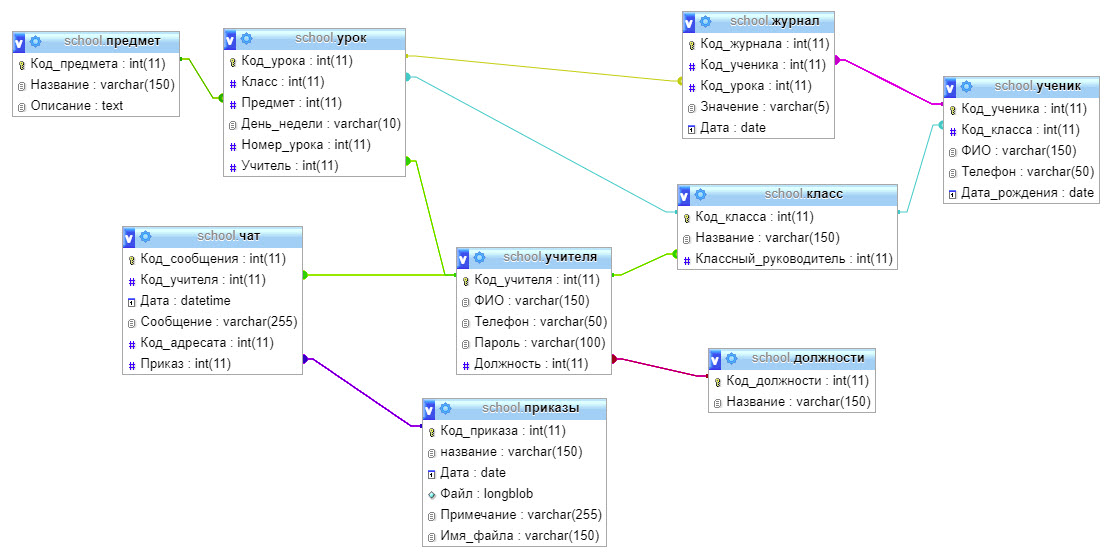 school.предмет
Код_предмета : int(11)
Название : varchar(150)
Описание : text
school.урок
Код_урока : int(11)
Класс : int(11)
Предмет : int(11)
День_недели : varchar(10)
Номер_урока : int(11)
Учитель : int(11)
school.журнал
Код_журнала : int(11)
Код_ученика : int(11)
Код_урока : int(11)
Значение : varchar(5)
Дата : date
school.ученик
Код_ученика : int(11)
Код_класса : int(11)
ФИО : varchar(150)
Телефон : varchar(50)
Дата_рождения : date
school.класс
Код_класса : int(11)
Название : varchar(150)
Классный_руководитель : int(11)
school.чат
Код_сообщения : int(11)
Код_учителя : int(11)
Дата : datetime
Сообщение : varchar(255)
Код_адресата : int(11)
Приказ : int(11)
school.учителя
Код_учителя : int(11)
ФИО : varchar(150)
Телефон : varchar(50)
Пароль : varchar(100)
Должность : int(11)
school.должности
Код_должности : int(11)
Название : varchar(150)
school.приказы
Код_приказа : int(11)
название : varchar(150)
Дата : date
Файл : longblob
Примечание : varchar(255)
Имя_файла : varchar(150)